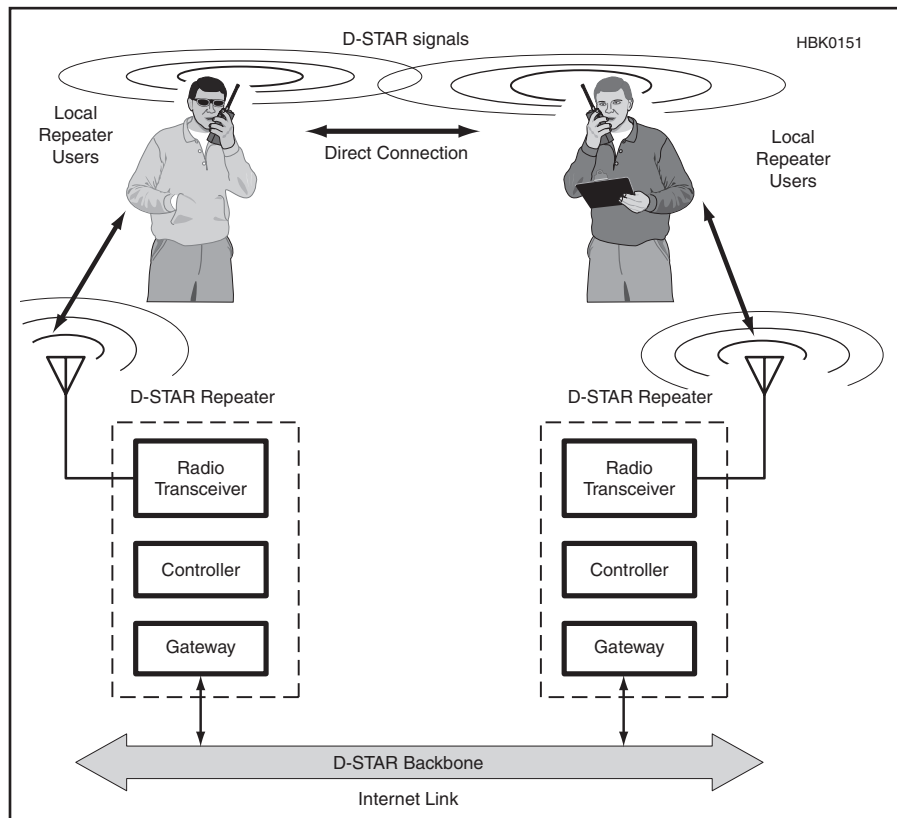 D-STAR signals
HBK0151
Local
Repeater
Users
Direct Connection
Local
Repeater
Users
D-STAR Repeater
D-STAR Repeater
Radio
Transceiver
Radio
Transceiver
Controller
Controller
Gateway
Gateway
D-STAR Backbone
Internet Link